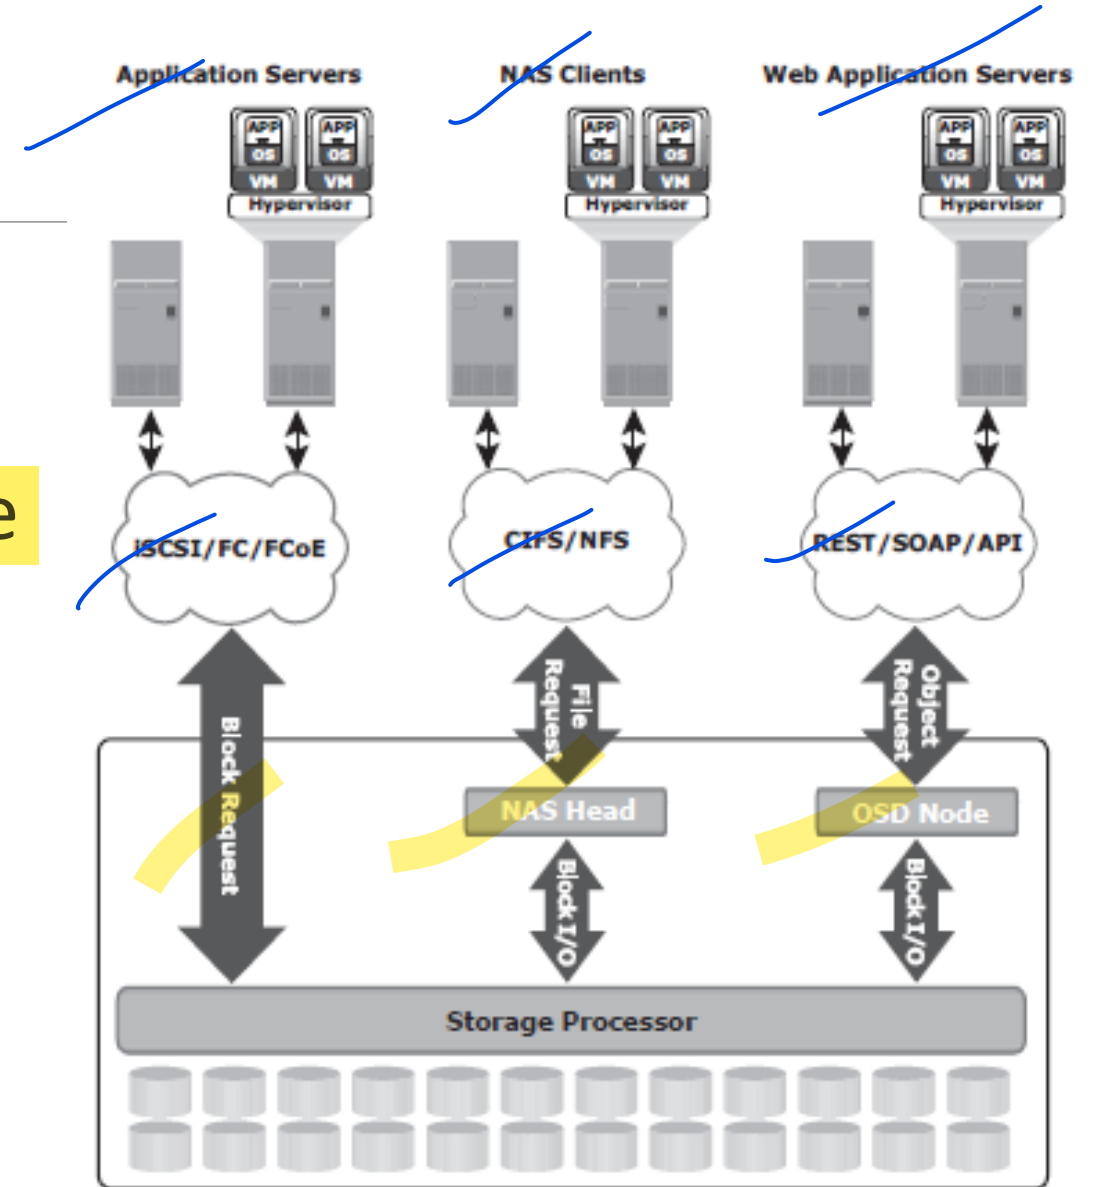 Application Servers NAS Clients Web Application Servers
APP APP APP APP APP APP
OS OS OS OS OS OS
VM VM VM VM VM VM
Hypervisor Hypervisor Hypervisor
e
iSCSI/FC/FCoE CIFS/NFS REST/SOAP/API
Block Request
File
Request
Object
Request
NAS Head OSD Node
Block I/O Block I/O
Storage Processor